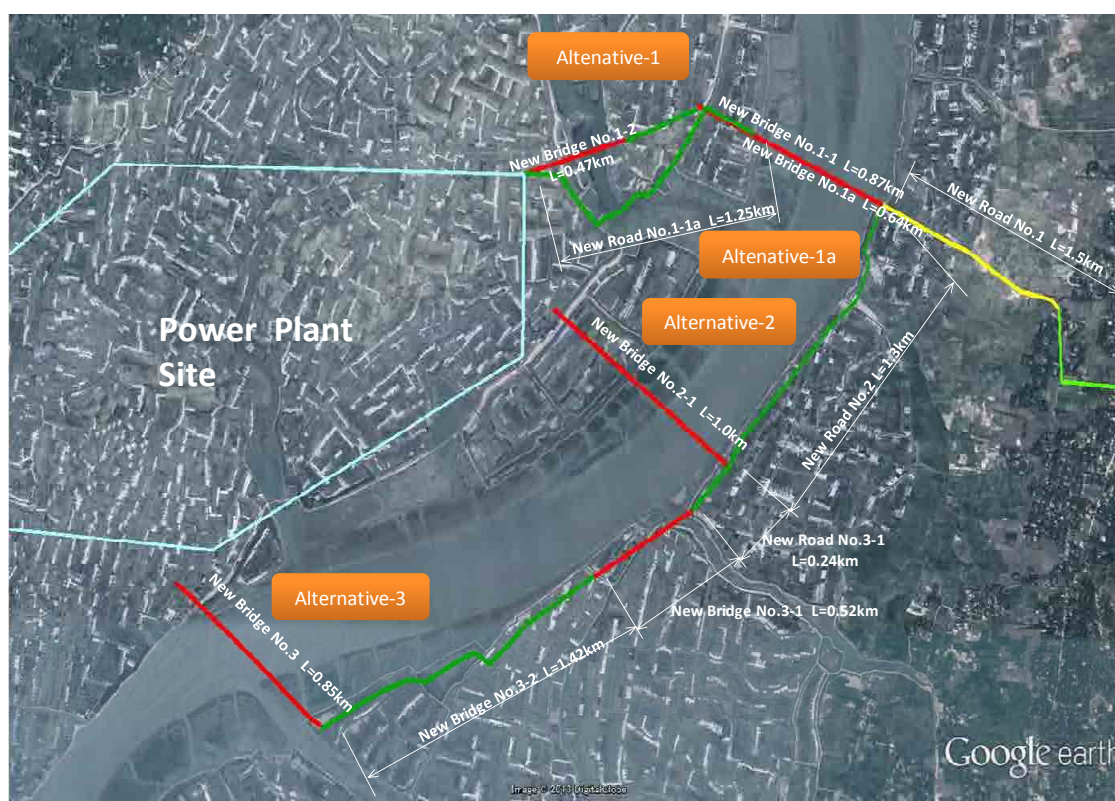 Altenative-1
New Bridge No.1-2
L=0.47km
New Bridge No.1-1 L=0.87km
New Bridge No.1a L=0.64km
New Road No.1 L=1.5km
New Road No.1-1a L=1.25km
Altenative-1a
Alternative-2
Power Plant
Site
New Bridge No.2-1 L=1.0km
New Road No.2 L=1.3km
New Road No.3-1
L=0.24km
New Bridge No.3-1 L=0.52km
Alternative-3
New Bridge No.3 L=0.85km
New Bridge No.3-2 L=1.42km
Google earth
Image © 2013 DigitalGlobe